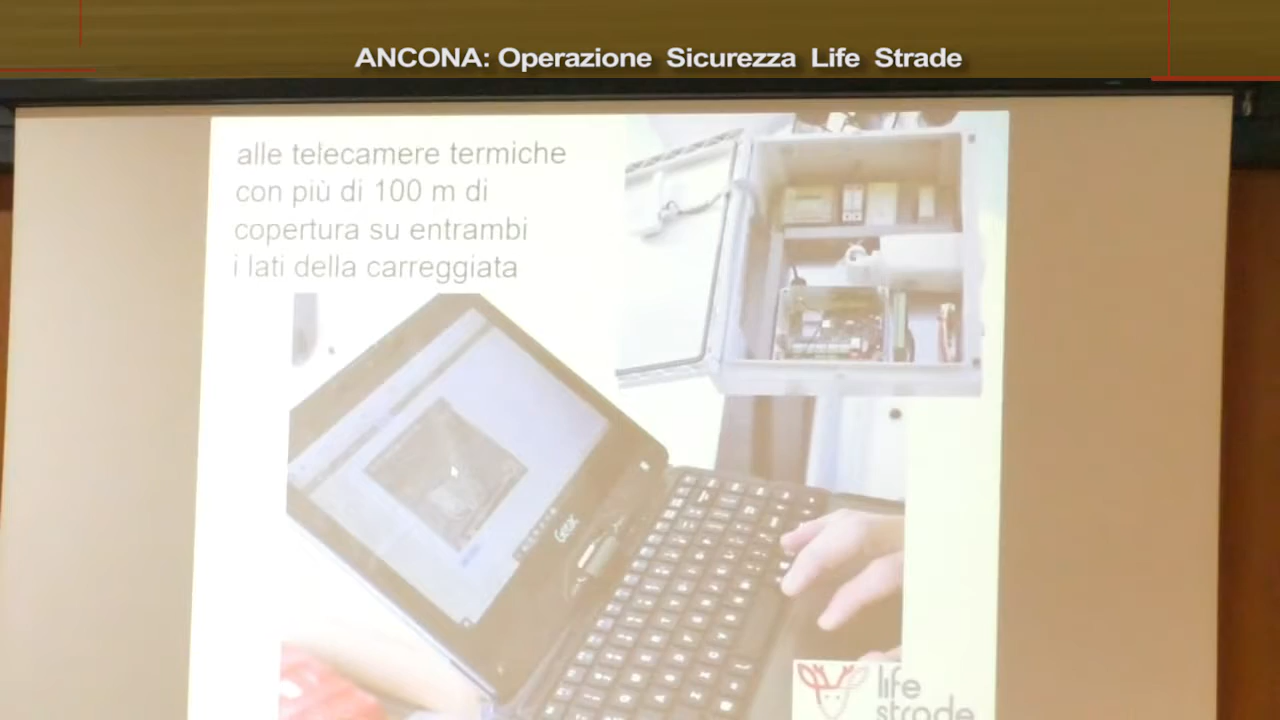 ANCONA: Operazione Sicurezza Life Strade
alle telecamere termiche
con più di 100 m di
copertura su entrambi
i lati della carreggiata
Getac
life
strade